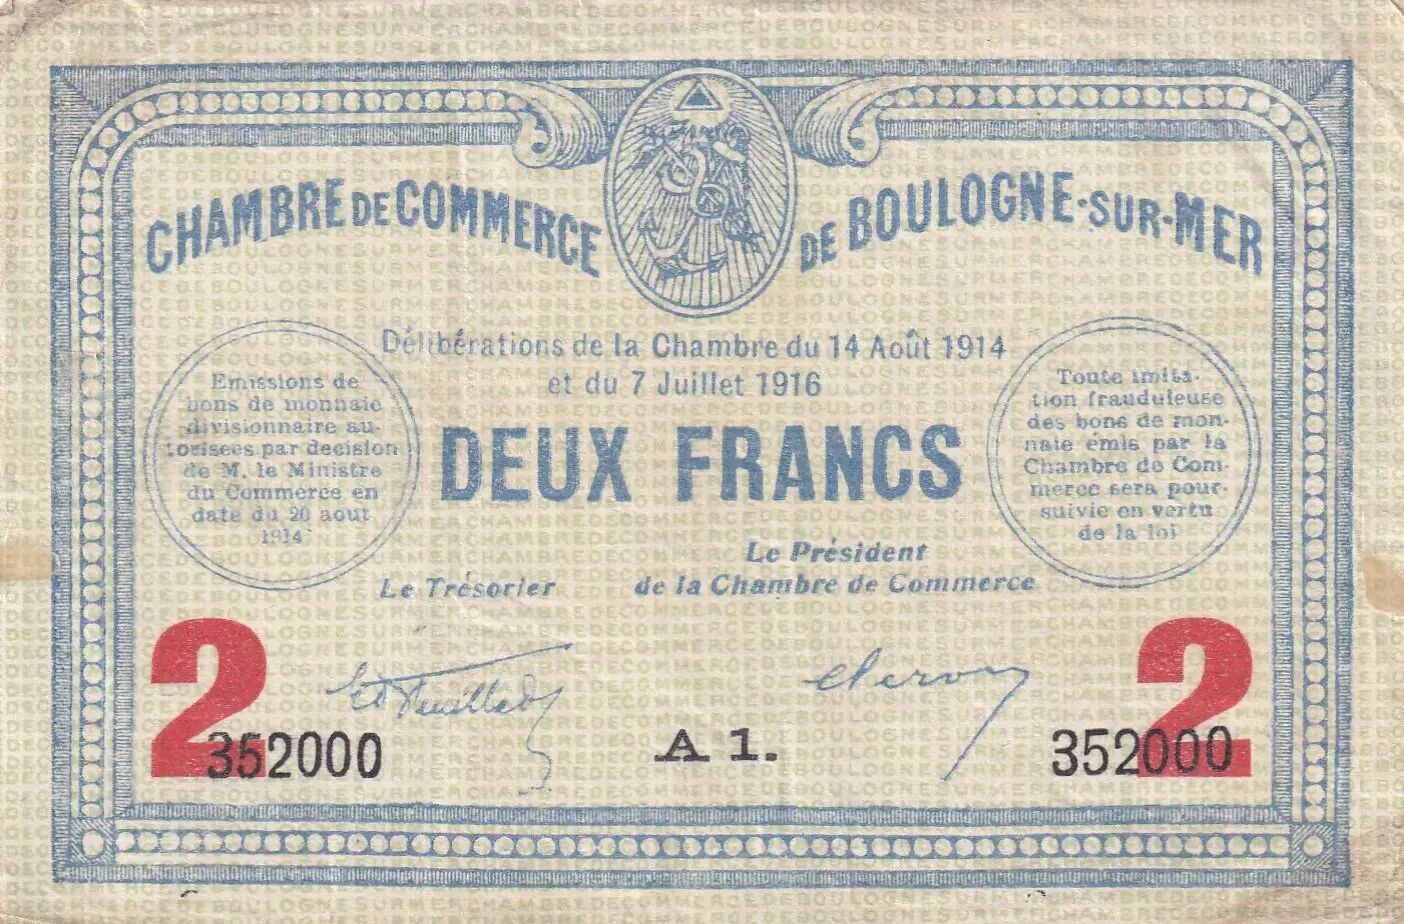 CHAMBRE DE COMMERCE DE BOULOGNE-SUR-MER
Délibérations de la Chambre du 14 Août 1914
et du 7 Juillet 1916
Emissions de
bons de monnaie
divisionnaire au-
torisees par decision
de M. le Ministre
du Commerce en
date du 20 aout
1914
DEUX FRANCS
Toute imita-
tion frauduleuse
des bons de mon-
naie émis par la
Chambre de Com-
merce sera pour-
suivie en vertu
de la loi
Le Trésorier
Le Président
de la Chambre de Commerce
2
2
352000
A 1.
352000